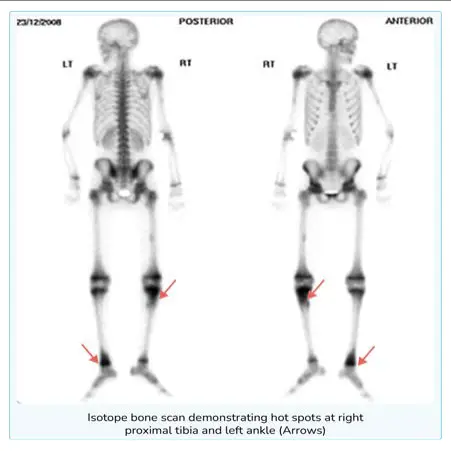 23/12/2008
POSTERIOR
ANTERIOR
LT
RT
RT
LT
Isotope bone scan demonstrating hot spots at right
proximal tibia and left ankle (Arrows)